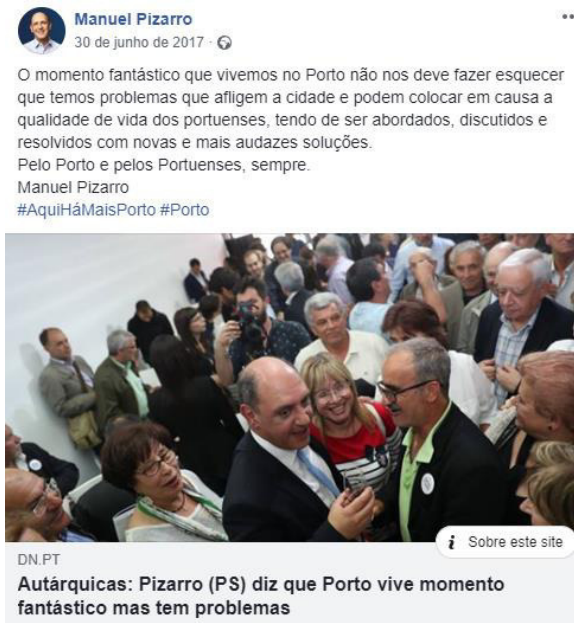 Manuel Pizarro
30 de junho de 2017 ·
O momento fantástico que vivemos no Porto não nos deve fazer esquecer
que temos problemas que afligem a cidade e podem colocar em causa a
qualidade de vida dos portuenses, tendo de ser abordados, discutidos e
resolvidos com novas e mais audazes soluções.
Pelo Porto e pelos Portuenses, sempre.
Manuel Pizarro
#AquiHáMaisPorto #Porto
i Sobre este site
DN.PT
Autárquicas: Pizarro (PS) diz que Porto vive momento
fantástico mas tem problemas